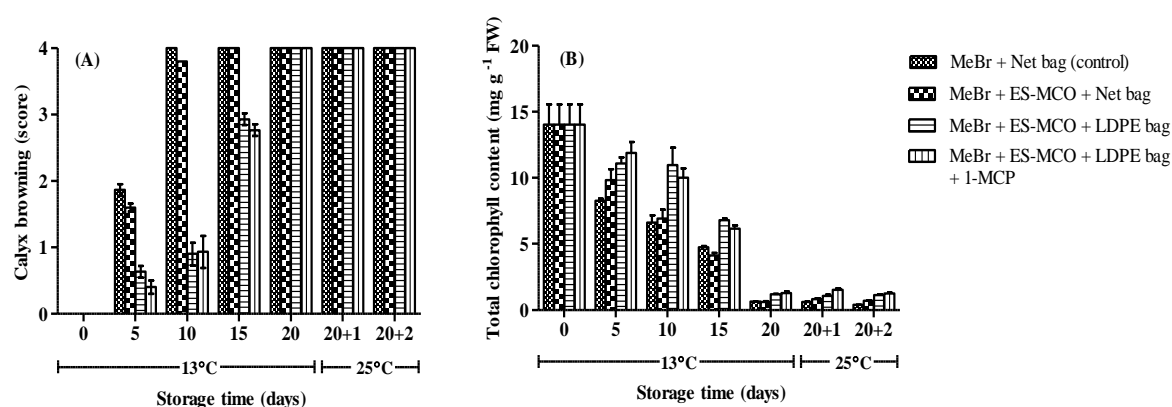 (A)
Calyx browning (score)
4
3
2
1
0
0 5 10 15 20 20+1 20+2
13°C 25°C
Storage time (days)
(B)
Total chlorophyll content (mg g⁻¹ FW)
20
15
10
5
0
0 5 10 15 20 20+1 20+2
13°C 25°C
Storage time (days)
MeBr + Net bag (control)
MeBr + ES-MCO + Net bag
MeBr + ES-MCO + LDPE bag
MeBr + ES-MCO + LDPE bag
+ 1-MCP